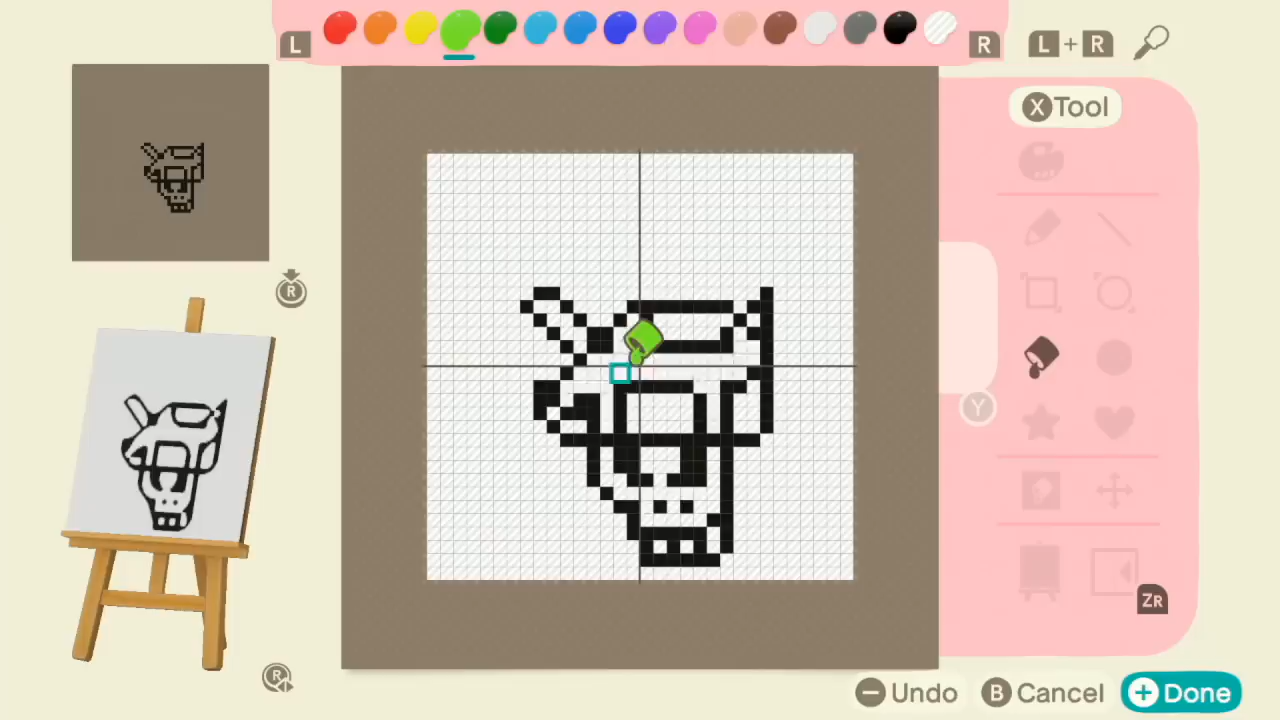 L
R
L + R
X Tool
R
Y
R
ZR
− Undo
B Cancel
+ Done